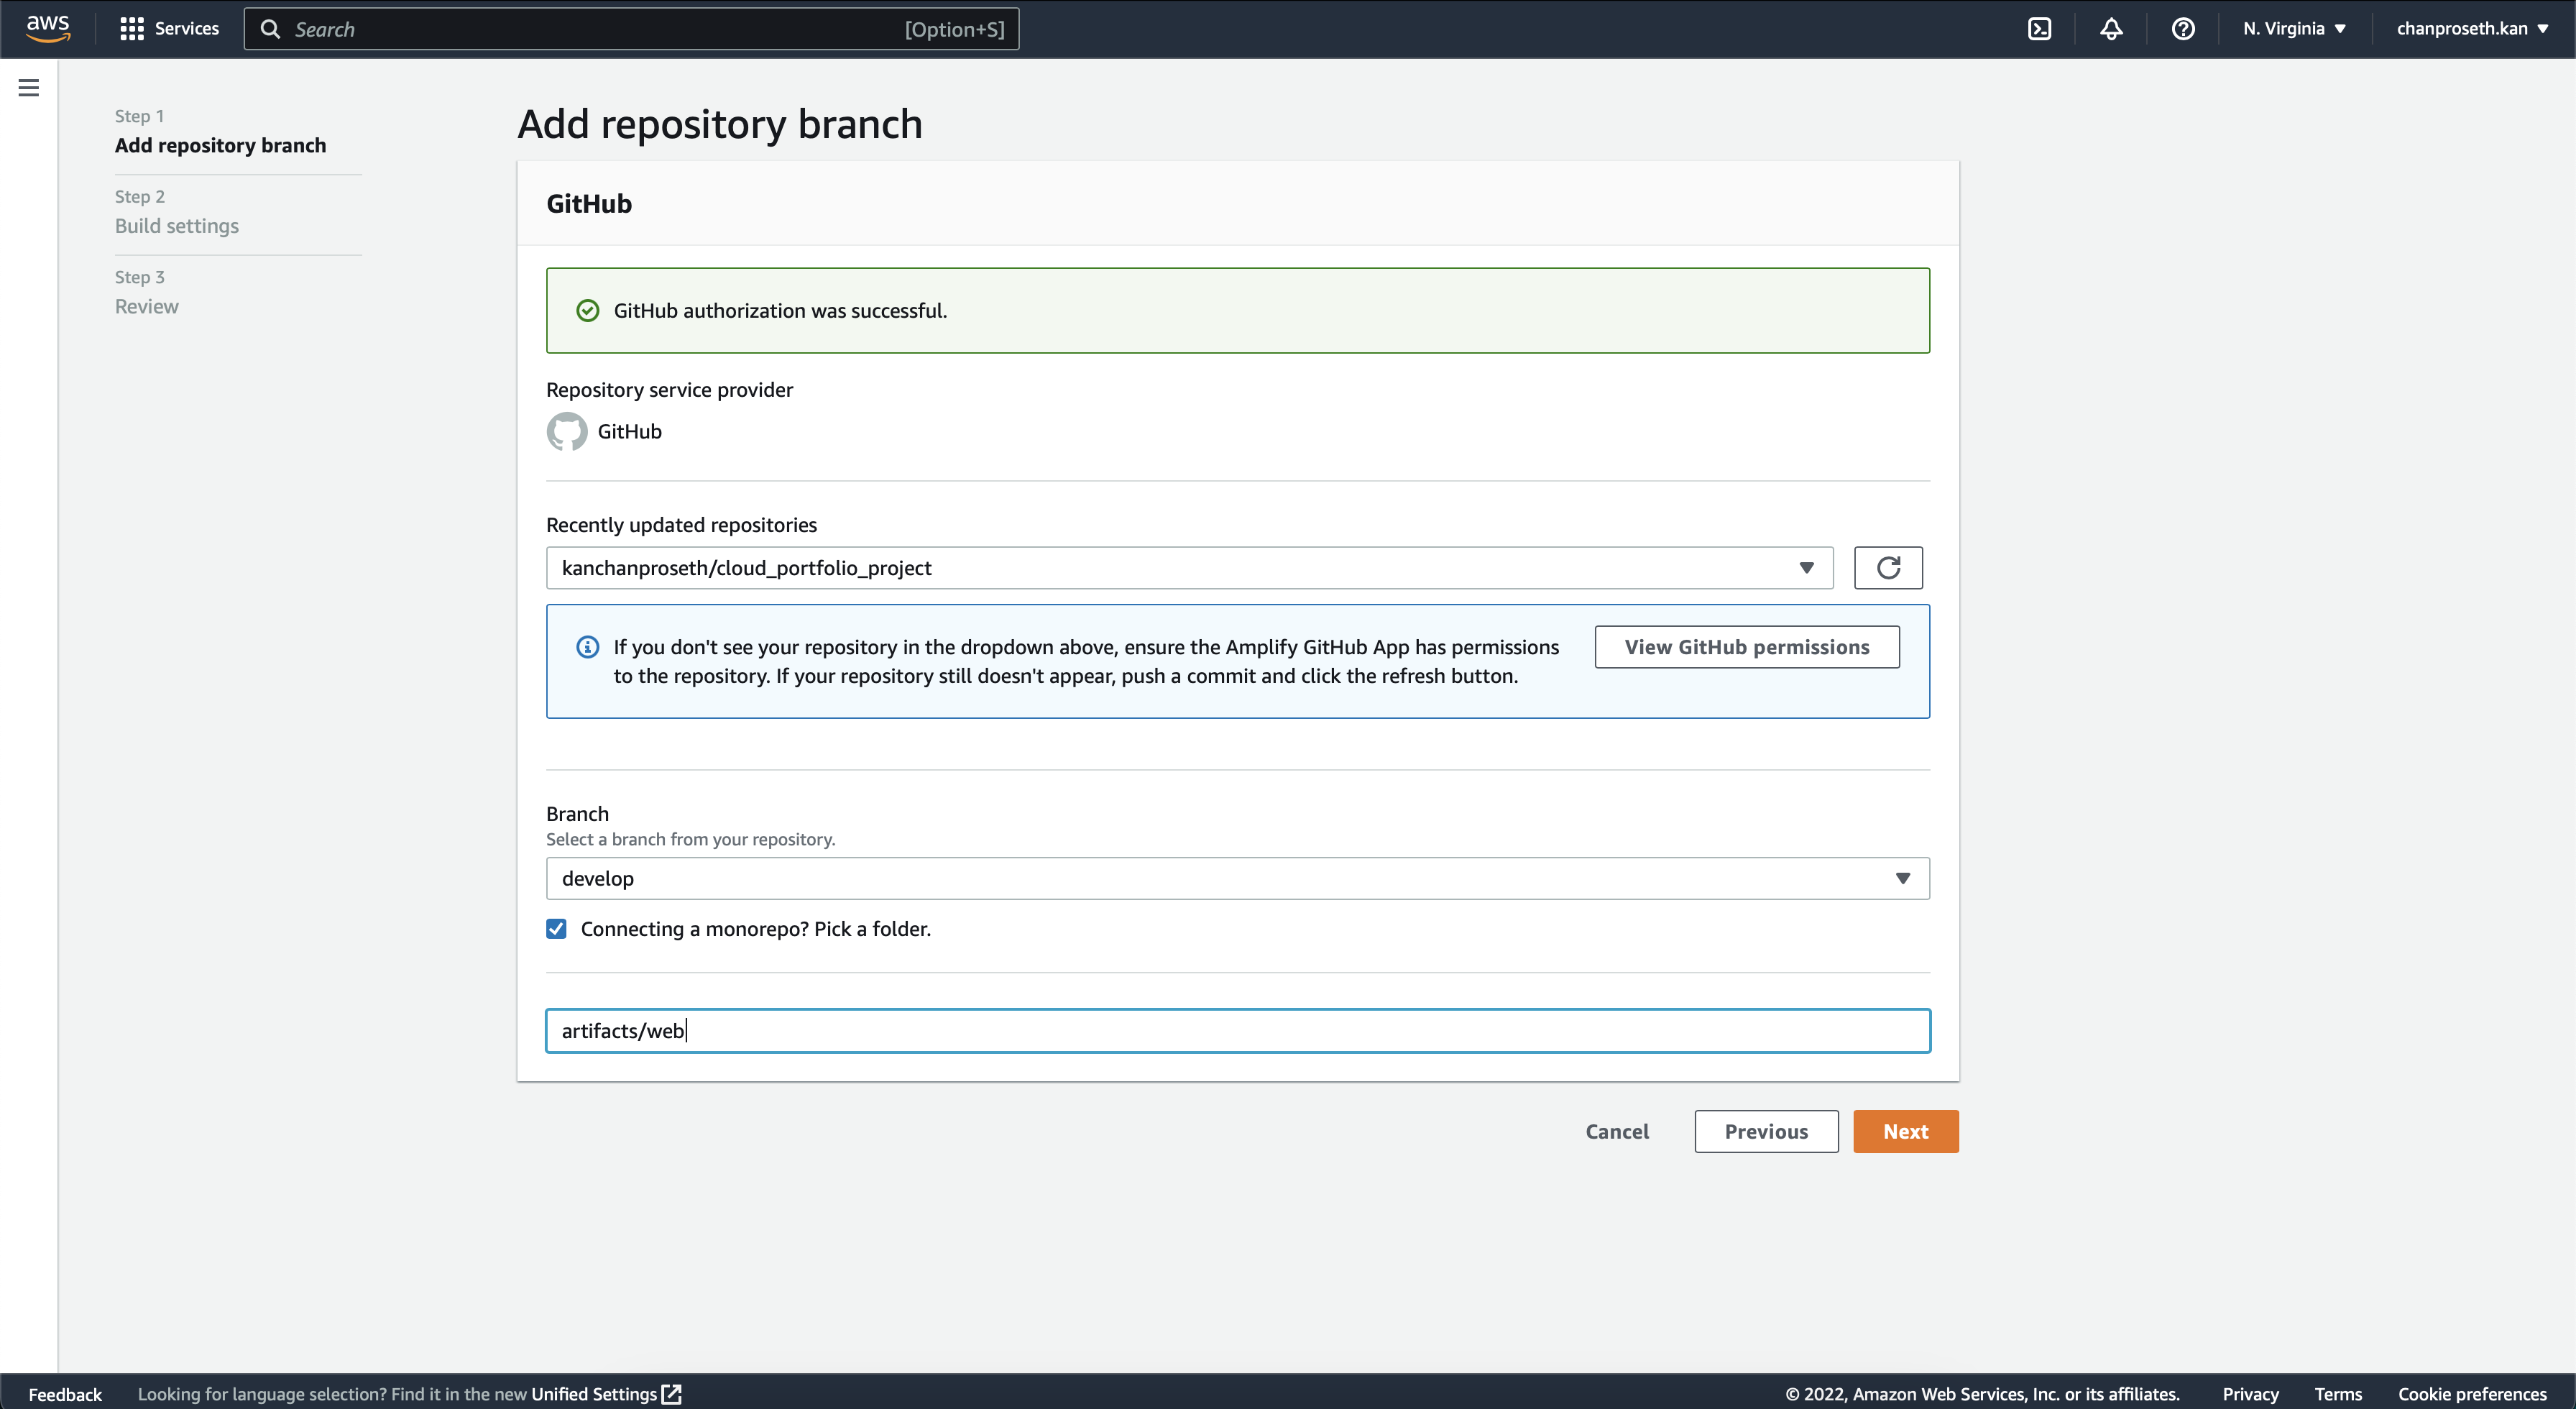 aws
Services
Search
[Option+S]
N. Virginia
chanproseth.kan
Step 1
Add repository branch
Step 2
Build settings
Step 3
Review
Add repository branch
GitHub
GitHub authorization was successful.
Repository service provider
GitHub
Recently updated repositories
kanchanproseth/cloud_portfolio_project
If you don't see your repository in the dropdown above, ensure the Amplify GitHub App has permissions
to the repository. If your repository still doesn't appear, push a commit and click the refresh button.
View GitHub permissions
Branch
Select a branch from your repository.
develop
Connecting a monorepo? Pick a folder.
artifacts/web
Cancel
Previous
Next
Feedback
Looking for language selection? Find it in the new Unified Settings
© 2022, Amazon Web Services, Inc. or its affiliates.
Privacy
Terms
Cookie preferences